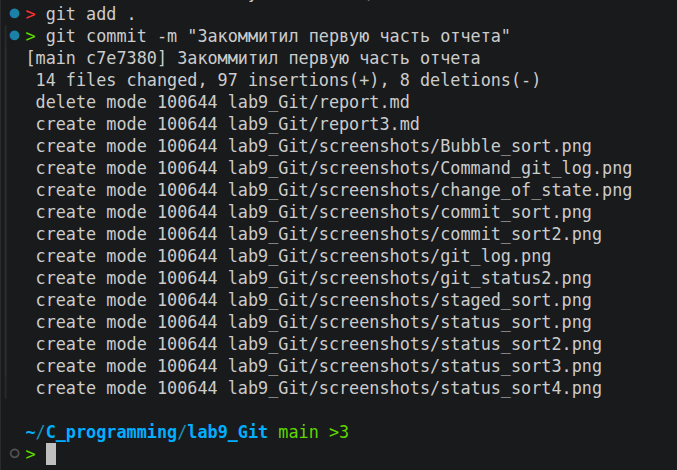 > git add .
> git commit -m "Закоммитил первую часть отчета"
[main c7e7380] Закоммитил первую часть отчета
14 files changed, 97 insertions(+), 8 deletions(-)
delete mode 100644 lab9_Git/report.md
create mode 100644 lab9_Git/report3.md
create mode 100644 lab9_Git/screenshots/Bubble_sort.png
create mode 100644 lab9_Git/screenshots/Command_git_log.png
create mode 100644 lab9_Git/screenshots/change_of_state.png
create mode 100644 lab9_Git/screenshots/commit_sort.png
create mode 100644 lab9_Git/screenshots/commit_sort2.png
create mode 100644 lab9_Git/screenshots/git_log.png
create mode 100644 lab9_Git/screenshots/git_status2.png
create mode 100644 lab9_Git/screenshots/staged_sort.png
create mode 100644 lab9_Git/screenshots/status_sort.png
create mode 100644 lab9_Git/screenshots/status_sort2.png
create mode 100644 lab9_Git/screenshots/status_sort3.png
create mode 100644 lab9_Git/screenshots/status_sort4.png
~/C_programming/lab9_Git main >3
>